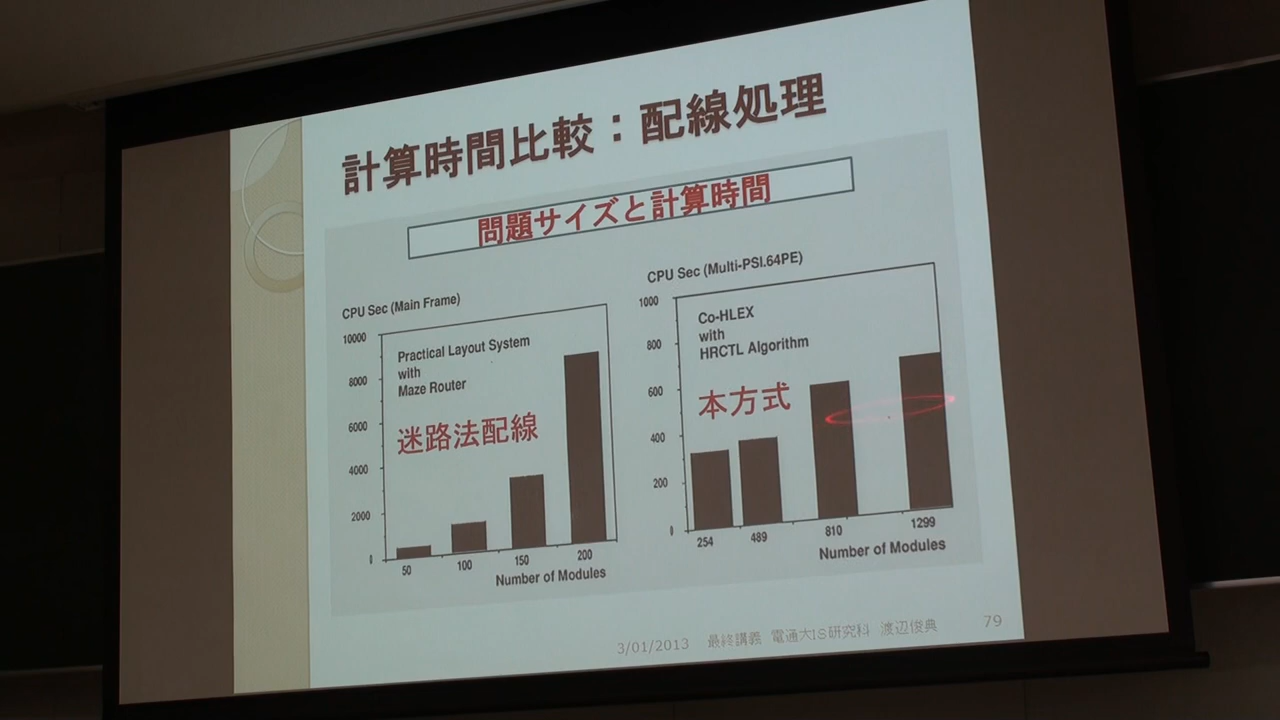 計算時間比較：配線処理
問題サイズと計算時間
CPU Sec (Main Frame)
10000
8000
6000
4000
2000
0
Practical Layout System
with
Maze Router
迷路法配線
50
100
150
200
Number of Modules
CPU Sec (Multi-PSI.64PE)
1000
800
600
400
200
0
Co-HLEX
with
HRCTL Algorithm
本方式
254
489
810
1299
Number of Modules
3/01/2013 最終講義 電通大IS研究科 渡辺俊典
79